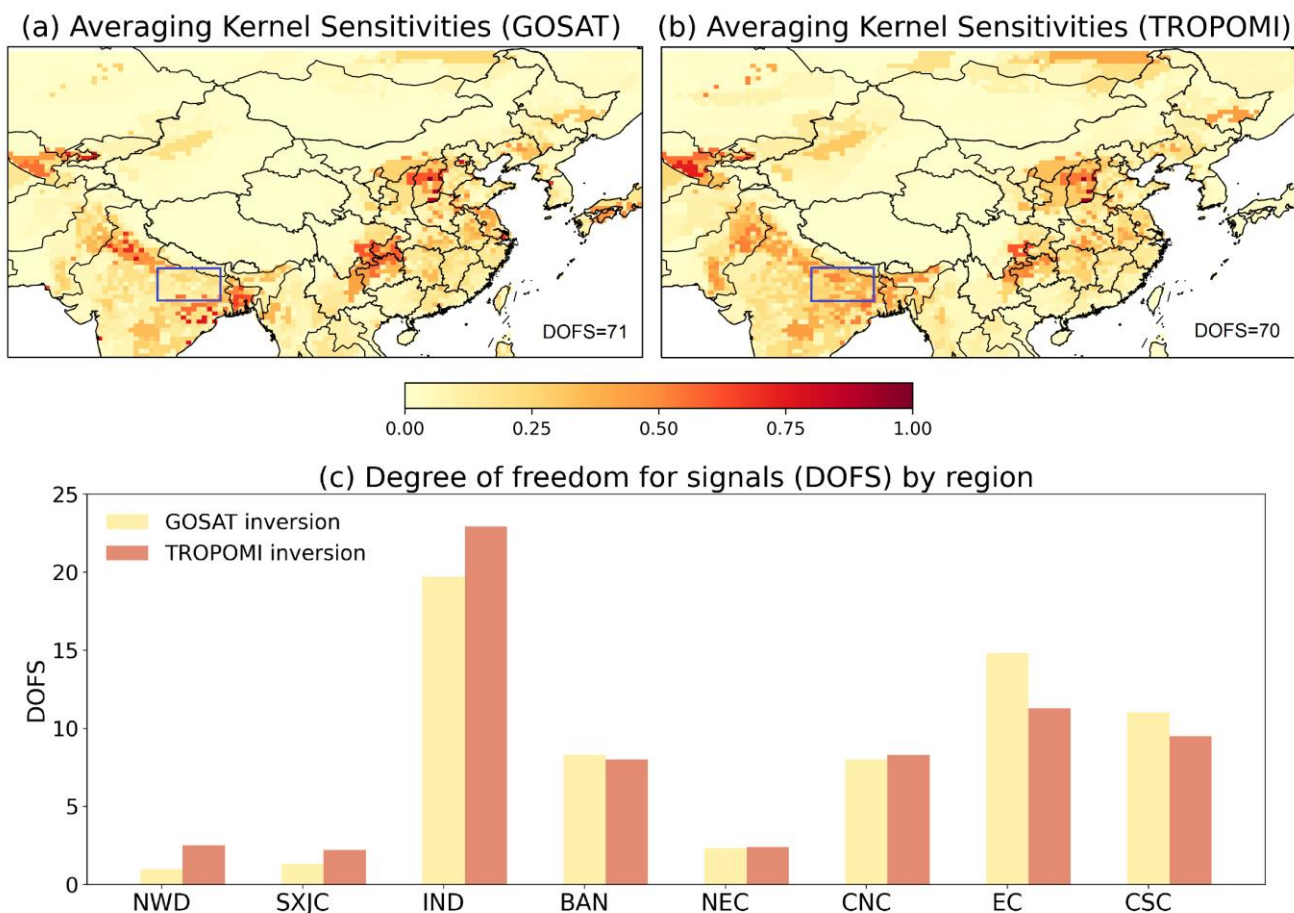 (a) Averaging Kernel Sensitivities (GOSAT)
(b) Averaging Kernel Sensitivities (TROPOMI)
DOFS=71
DOFS=70
0.00 0.25 0.50 0.75 1.00
(c) Degree of freedom for signals (DOFS) by region
25
20
15
10
5
0
DOFS
GOSAT inversion
TROPOMI inversion
NWD SXJC IND BAN NEC CNC EC CSC